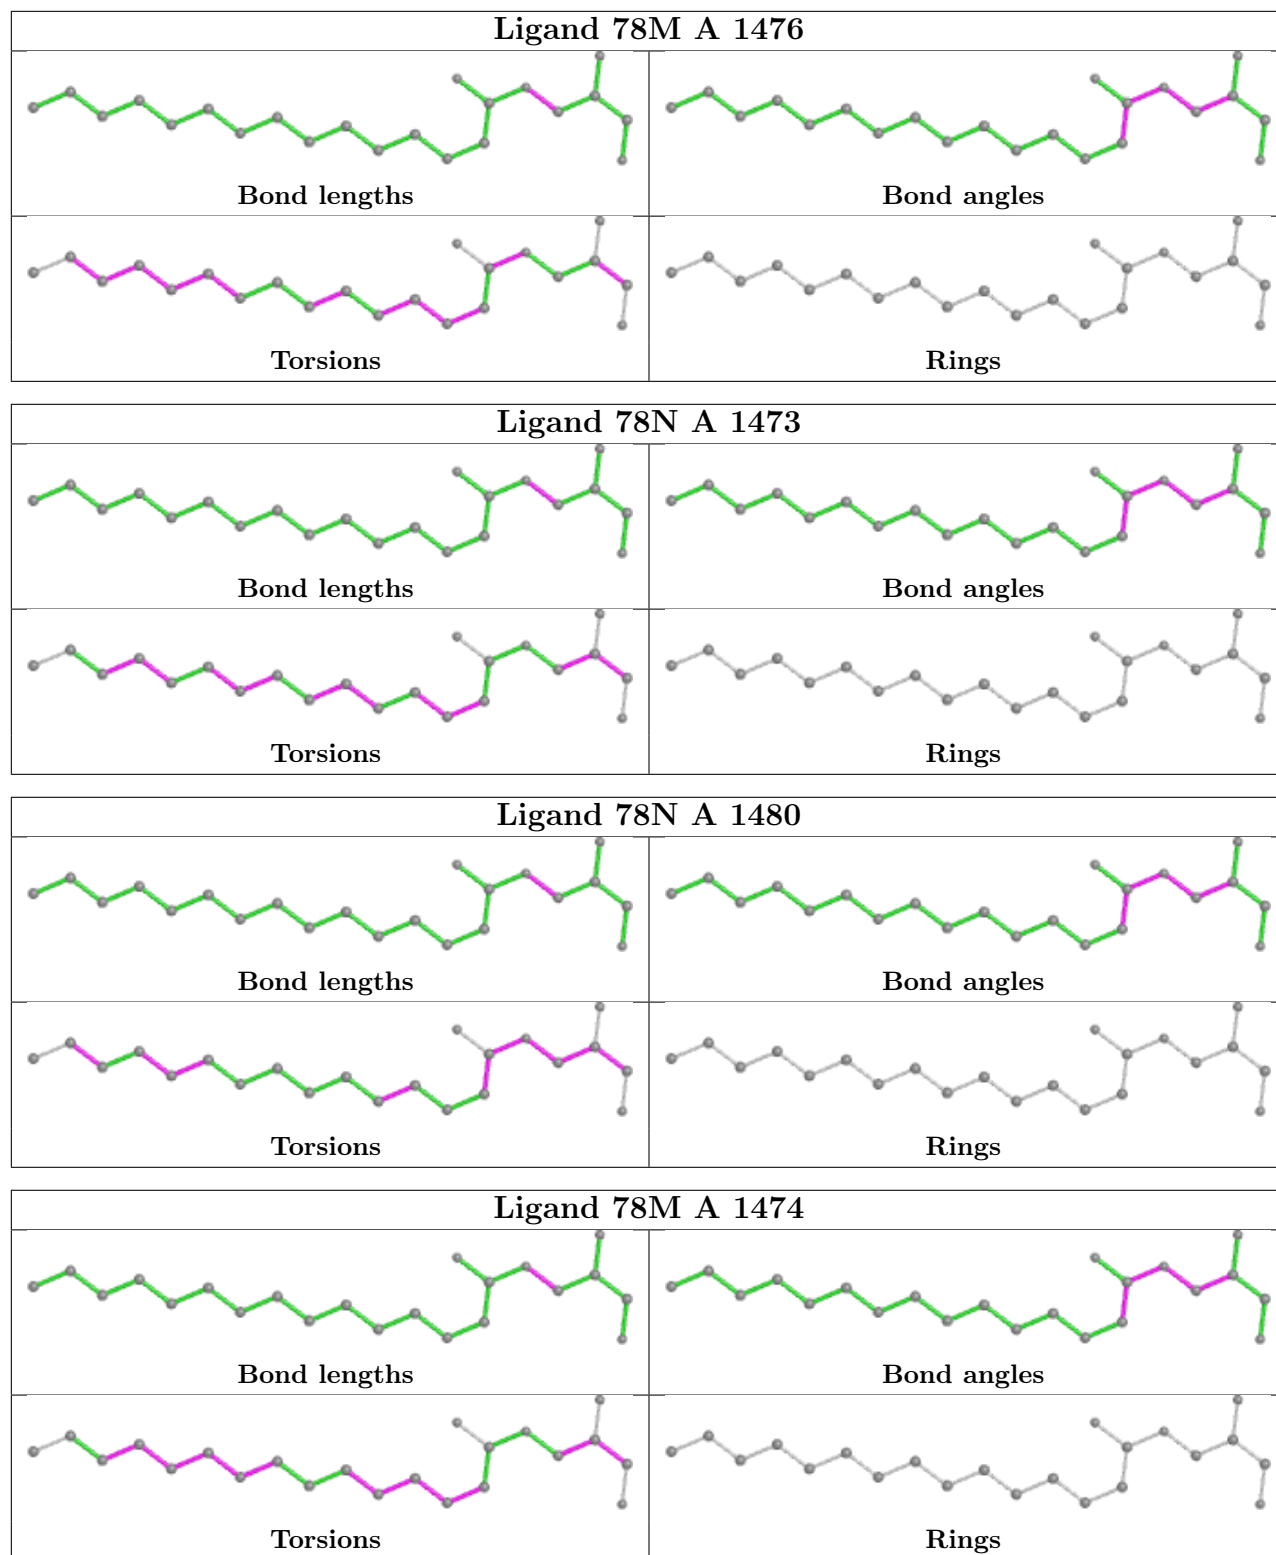 Ligand 78M A 1476
Bond lengths Bond angles
Torsions Rings
Ligand 78N A 1473
Bond lengths Bond angles
Torsions Rings
Ligand 78N A 1480
Bond lengths Bond angles
Torsions Rings
Ligand 78M A 1474
Bond lengths Bond angles
Torsions Rings